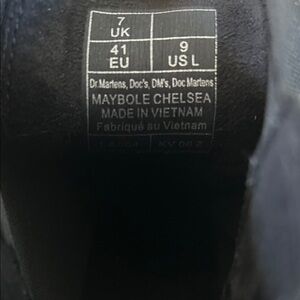 7
UK
41
EU
9
US L
Dr.Martens, Doc's, DM's, Doc Martens
MAYBOLE CHELSEA
MADE IN VIETNAM
Fabriqué au Vietnam